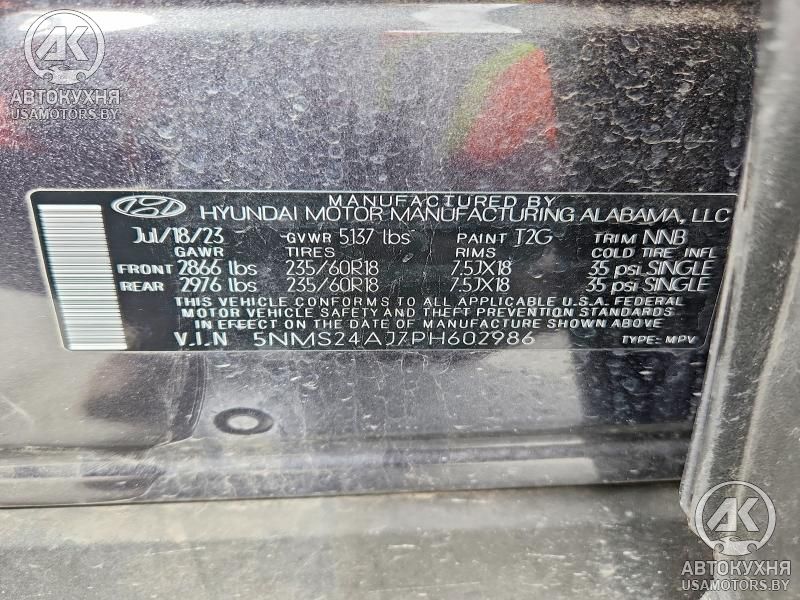 АК
АВТОКУХНЯ
USAMOTORS.BY
MANUFACTURED BY
HYUNDAI MOTOR MANUFACTURING ALABAMA, LLC
Jul/18/23 GVWR 5137 lbs PAINT T2G TRIM NNB
GAWR TIRES RIMS COLD TIRE INFL
FRONT 2866 lbs 235/60R18 7.5JX18 35 psi SINGLE
REAR 2976 lbs 235/60R18 7.5JX18 35 psi SINGLE
THIS VEHICLE CONFORMS TO ALL APPLICABLE U.S.A. FEDERAL
MOTOR VEHICLE SAFETY AND THEFT PREVENTION STANDARDS
IN EFFECT ON THE DATE OF MANUFACTURE SHOWN ABOVE.
V.I.N 5NMS24AJ7PH602986 TYPE: MPV
АК
АВТОКУХНЯ
USAMOTORS.BY